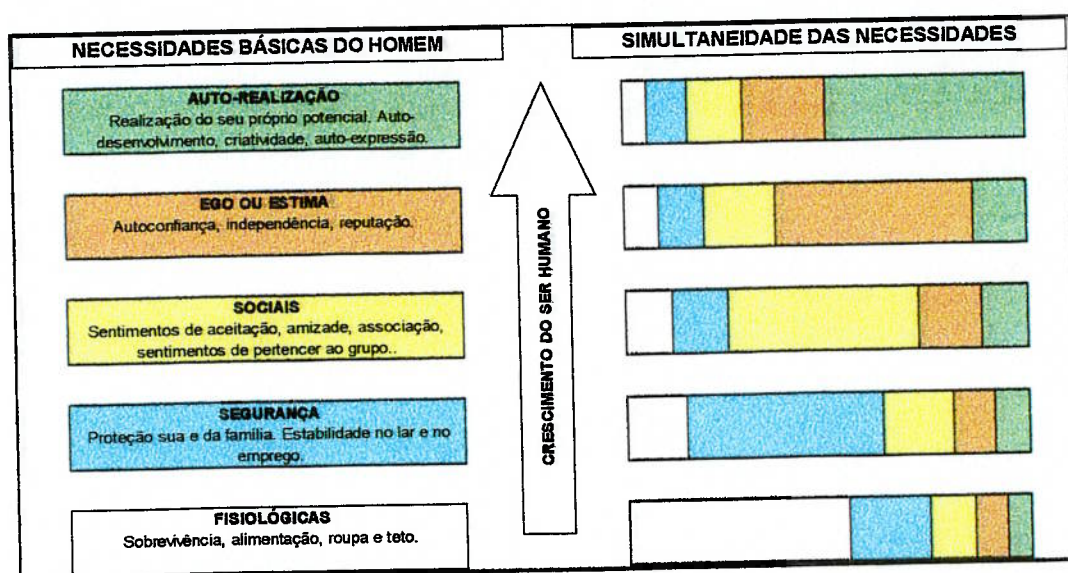 NECESSIDADES BÁSICAS DO HOMEM
AUTO-REALIZAÇÃO
Realização do seu próprio potencial. Auto-
desenvolvimento, criatividade, auto-expressão.
EGO OU ESTIMA
Autoconfiança, independência, reputação.
SOCIAIS
Sentimentos de aceitação, amizade, associação,
sentimentos de pertencer ao grupo..
SEGURANÇA
Proteção sua e da família. Estabilidade no lar e no
emprego.
FISIOLÓGICAS
Sobrevivência, alimentação, roupa e teto.
CRESCIMENTO DO SER HUMANO
SIMULTANEIDADE DAS NECESSIDADES